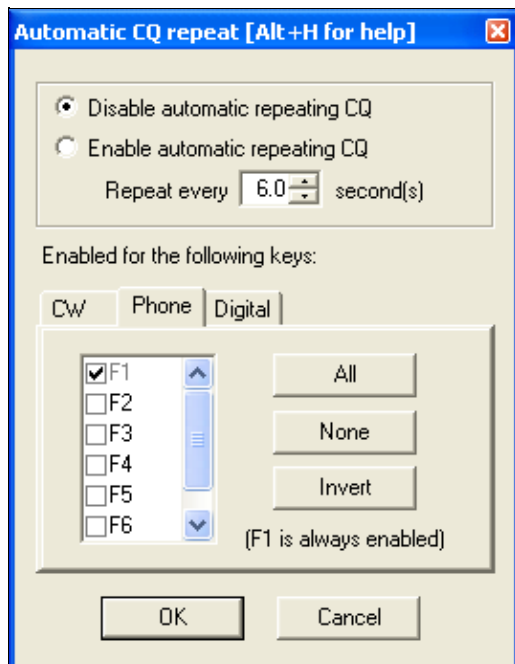 Automatic CQ repeat [Alt+H for help]
Disable automatic repeating CQ
Enable automatic repeating CQ
Repeat every 6.0 second(s)
Enabled for the following keys:
CW Phone Digital
F1 All
F2
F3 None
F4
F5 Invert
F6
(F1 is always enabled)
OK Cancel